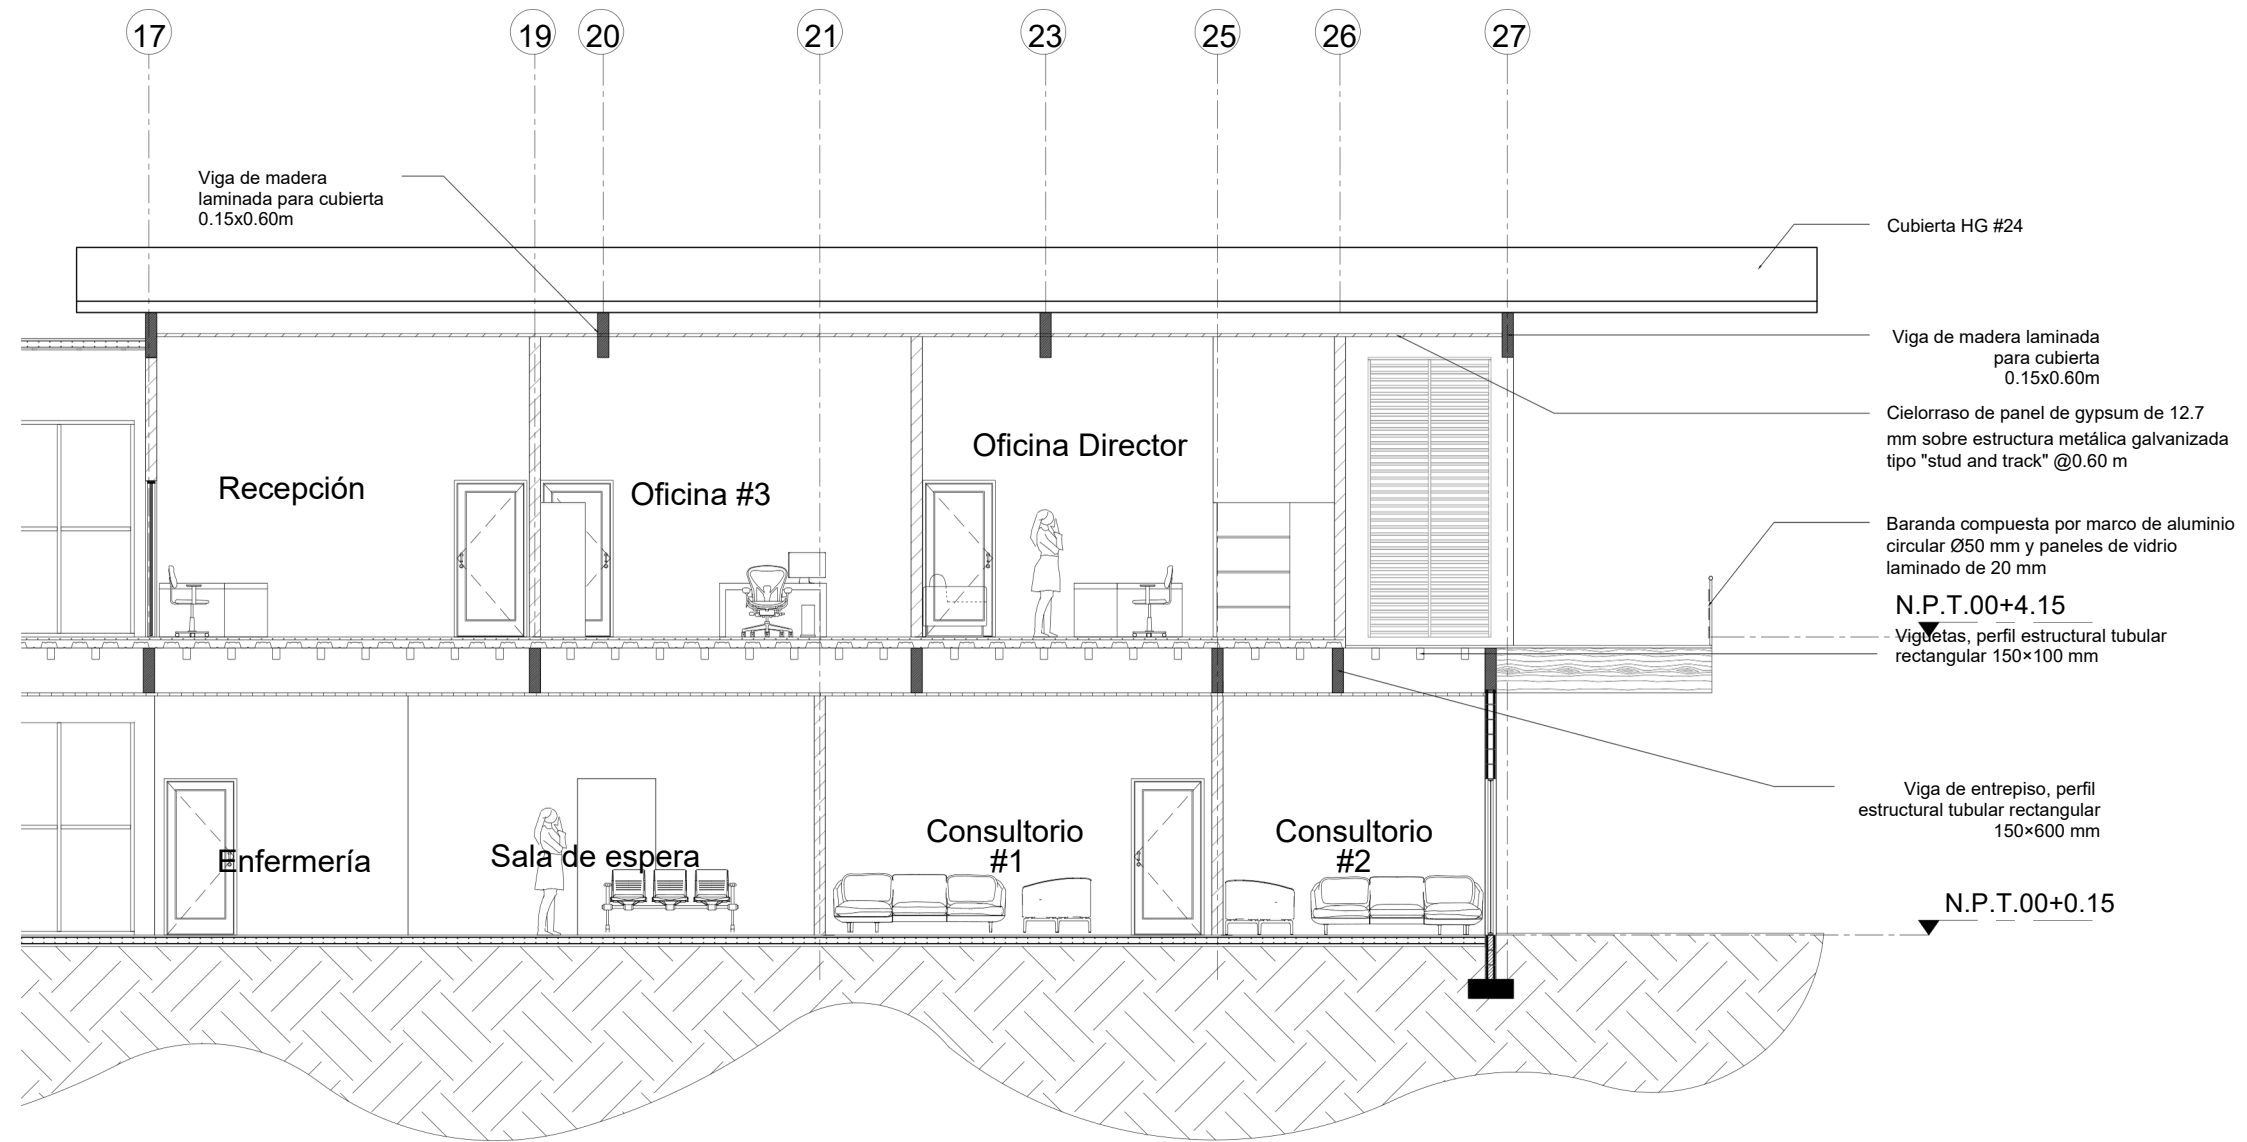 17
19
20
21
23
25
26
27
Viga de madera
laminada para cubierta
0.15x0.60m
Cubierta HG #24
Viga de madera laminada
para cubierta
0.15x0.60m
Cielorraso de panel de gypsum de 12.7
mm sobre estructura metálica galvanizada
tipo "stud and track" @0.60 m
Oficina Director
Recepción
Oficina #3
Baranda compuesta por marco de aluminio
circular Ø50 mm y paneles de vidrio
laminado de 20 mm
N.P.T.00+4.15
Viguetas, perfil estructural tubular
rectangular 150×100 mm
Viga de entrepiso, perfil
estructural tubular rectangular
150×600 mm
Enfermería
Sala de espera
Consultorio
#1
Consultorio
#2
N.P.T.00+0.15